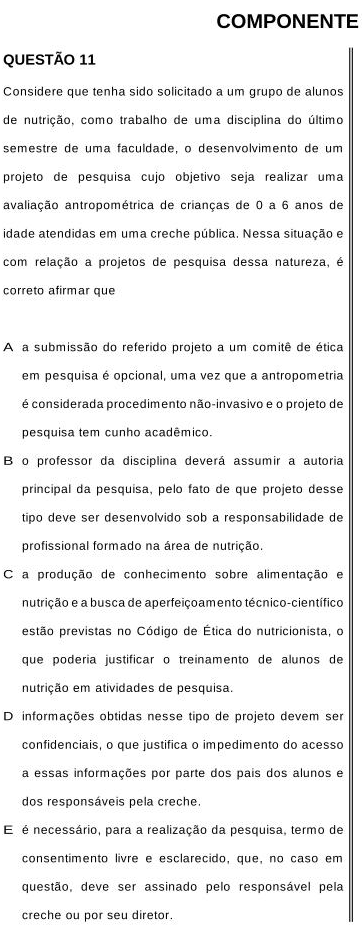 COMPONENTE
QUESTÃO 11
Considere que tenha sido solicitado a um grupo de alunos
de nutrição, como trabalho de uma disciplina do último
semestre de uma faculdade, o desenvolvimento de um
projeto de pesquisa cujo objetivo seja realizar uma
avaliação antropométrica de crianças de 0 a 6 anos de
idade atendidas em uma creche pública. Nessa situação e
com relação a projetos de pesquisa dessa natureza, é
correto afirmar que
A a submissão do referido projeto a um comitê de ética
em pesquisa é opcional, uma vez que a antropometria
é considerada procedimento não-invasivo e o projeto de
pesquisa tem cunho acadêmico.
B o professor da disciplina deverá assumir a autoria
principal da pesquisa, pelo fato de que projeto desse
tipo deve ser desenvolvido sob a responsabilidade de
profissional formado na área de nutrição.
C a produção de conhecimento sobre alimentação e
nutrição e a busca de aperfeiçoamento técnico-científico
estão previstas no Código de Ética do nutricionista, o
que poderia justificar o treinamento de alunos de
nutrição em atividades de pesquisa.
D informações obtidas nesse tipo de projeto devem ser
confidenciais, o que justifica o impedimento do acesso
a essas informações por parte dos pais dos alunos e
dos responsáveis pela creche.
E é necessário, para a realização da pesquisa, termo de
consentimento livre e esclarecido, que, no caso em
questão, deve ser assinado pelo responsável pela
creche ou por seu diretor.